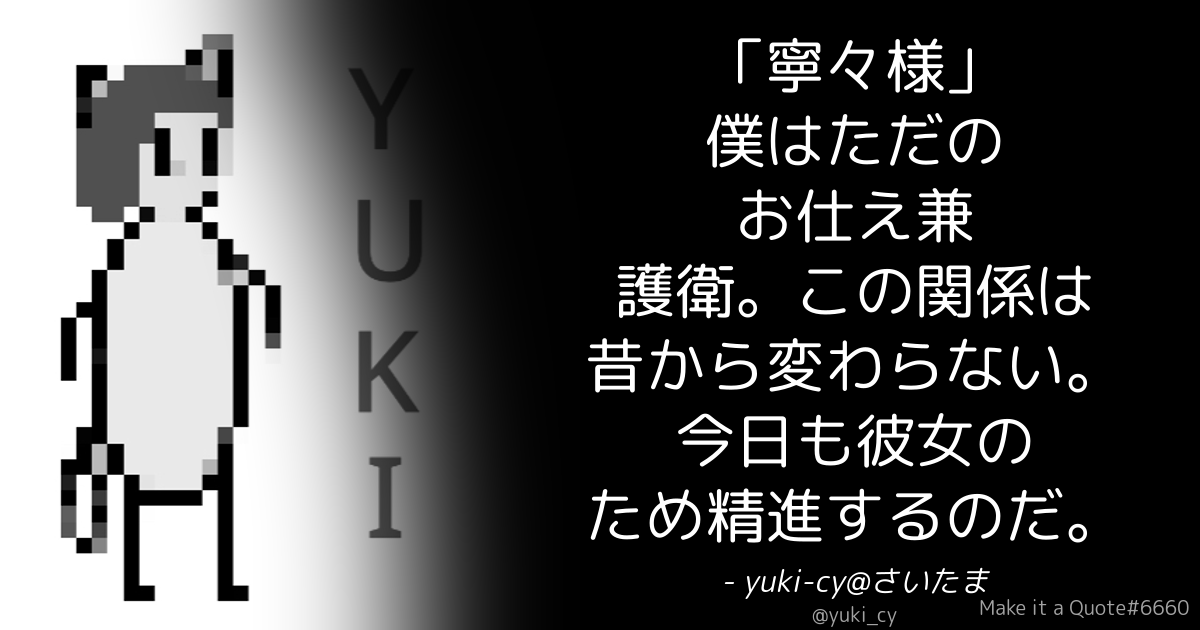 YUKI
「寧々様」
僕はただの
お仕え兼
護衛。この関係は
昔から変わらない。
今日も彼女の
ため精進するのだ。
- yuki-cy@さいたま
@yuki_cy
Make it a Quote#6660